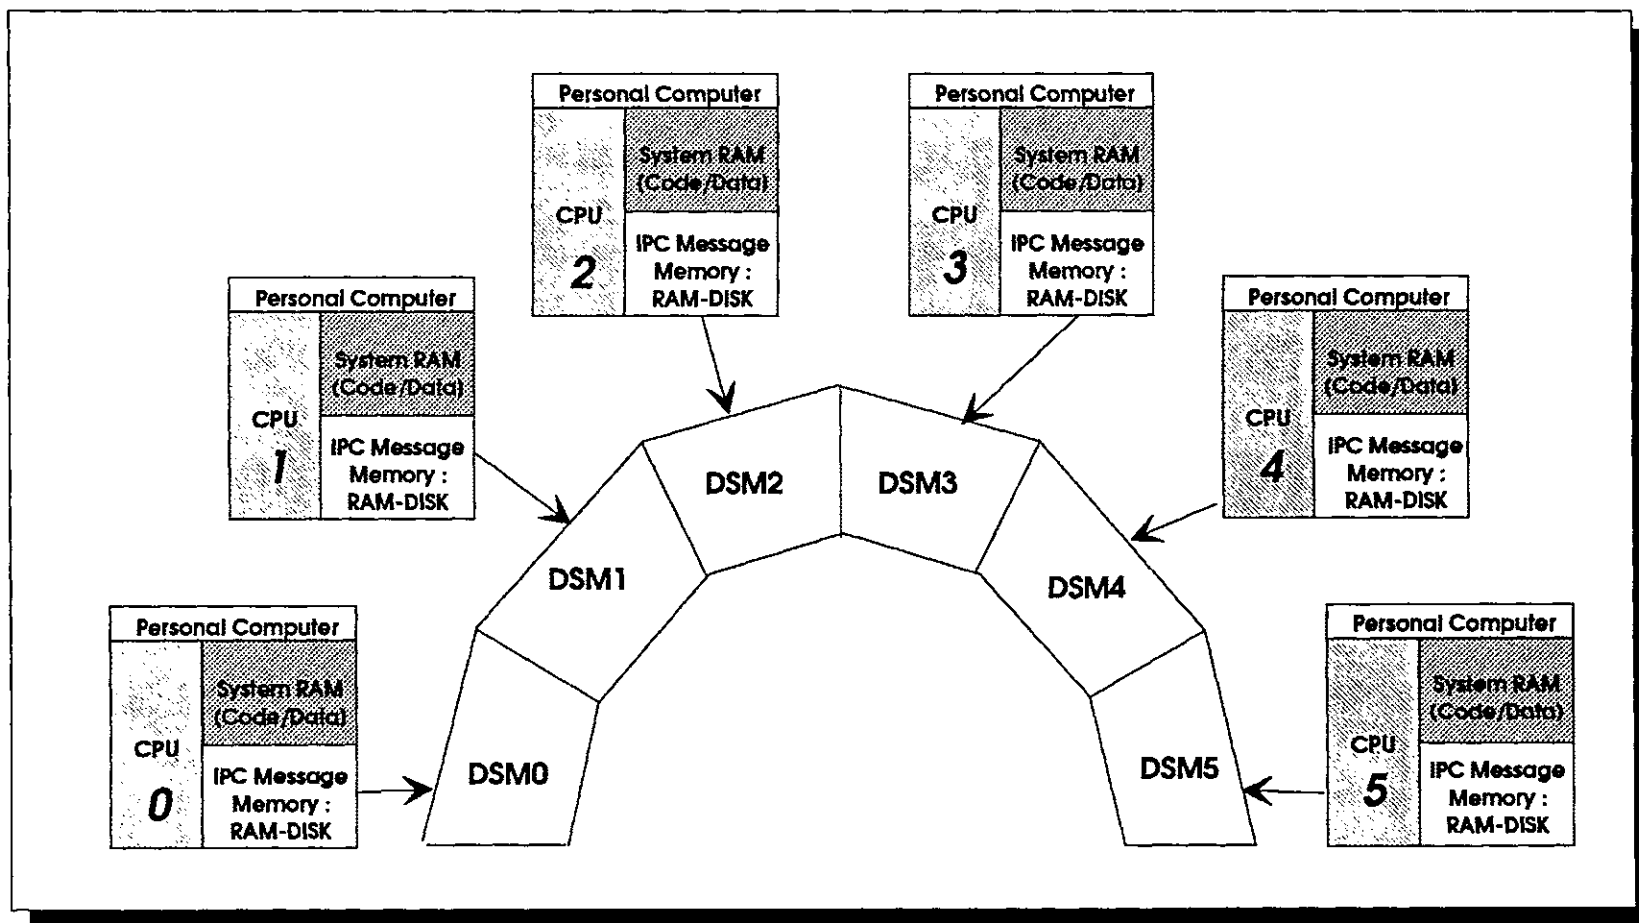 Personal Computer
System RAM
(Code/Data)
CPU
2
IPC Message
Memory :
RAM-DISK
Personal Computer
System RAM
(Code/Data)
CPU
3
IPC Message
Memory :
RAM-DISK
Personal Computer
System RAM
(Code/Data)
CPU
1
IPC Message
Memory :
RAM-DISK
Personal Computer
System RAM
(Code/Data)
CPU
4
IPC Message
Memory :
RAM-DISK
DSM2
DSM3
DSM1
DSM4
Personal Computer
System RAM
(Code/Data)
CPU
0
IPC Message
Memory :
RAM-DISK
DSM0
DSM5
Personal Computer
System RAM
(Code/Data)
CPU
5
IPC Message
Memory :
RAM-DISK